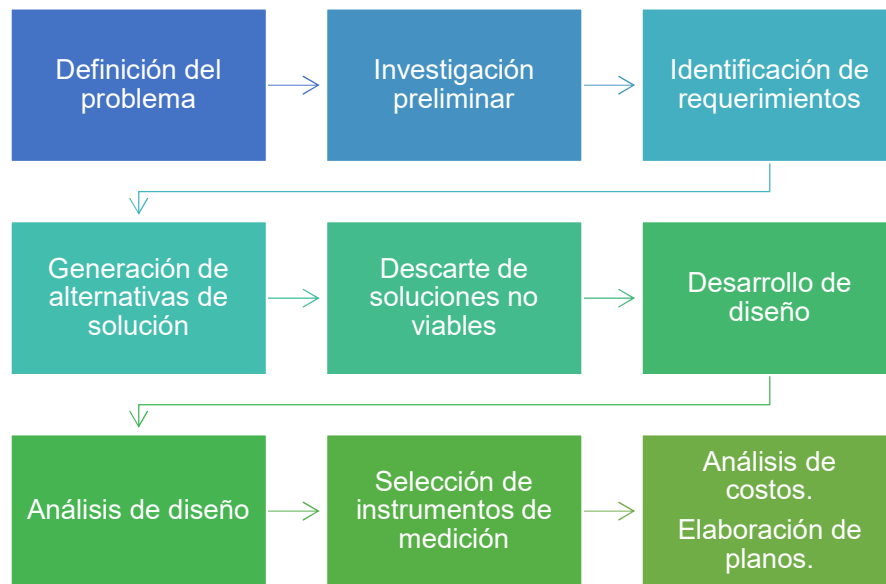 Definición del
problema
Investigación
preliminar
Identificación de
requerimientos
Generación de
alternativas de
solución
Descarte de
soluciones no
viables
Desarrollo de
diseño
Análisis de diseño
Selección de
instrumentos de
medición
Análisis de
costos.
Elaboración de
planos.